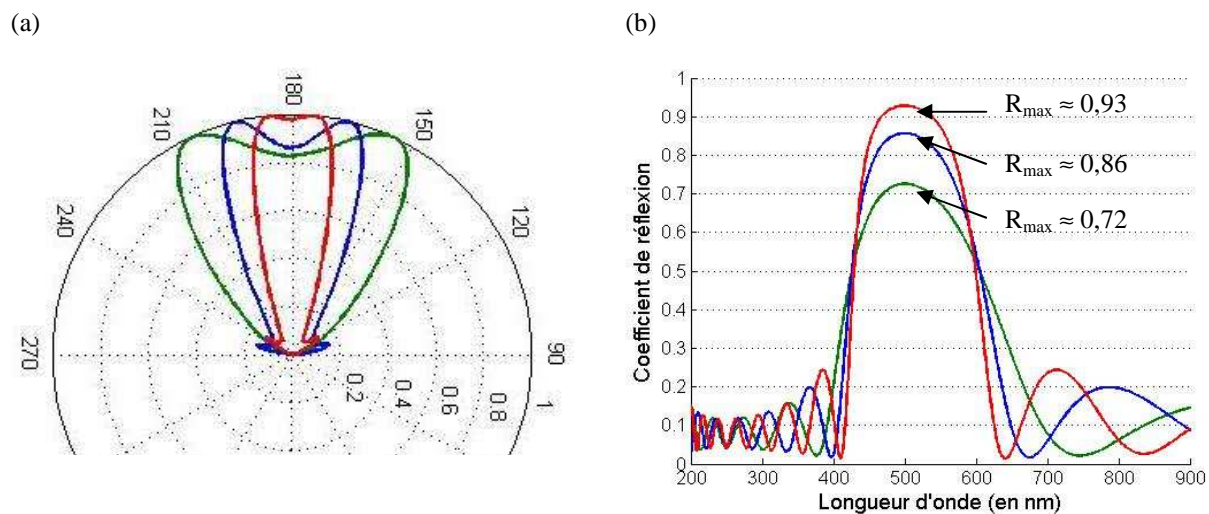 (a)
(b)
180
210
150
240
120
270
90
0.2
0.4
0.6
0.8
1
Coefficient de réflexion
1
0.9
0.8
0.7
0.6
0.5
0.4
0.3
0.2
0.1
0
Rmax ≈ 0,93
Rmax ≈ 0,86
Rmax ≈ 0,72
200 300 400 500 600 700 800 900
Longueur d'onde (en nm)